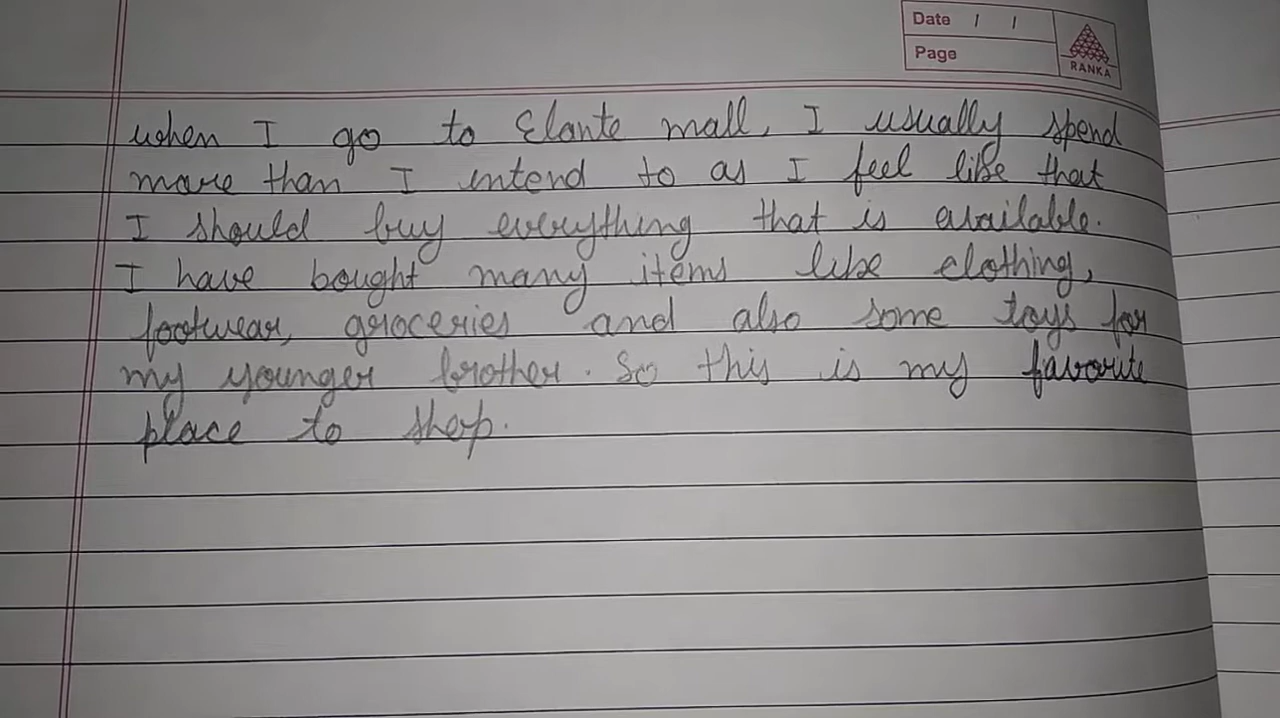 Date / /
Page
RANKA
when I go to Elante mall, I usually spend
more than I intend to as I feel like that
I should buy everything that is available.
I have bought many items like clothing,
footwear, groceries and also some toys for
my younger brother. So this is my favorite
place to shop.